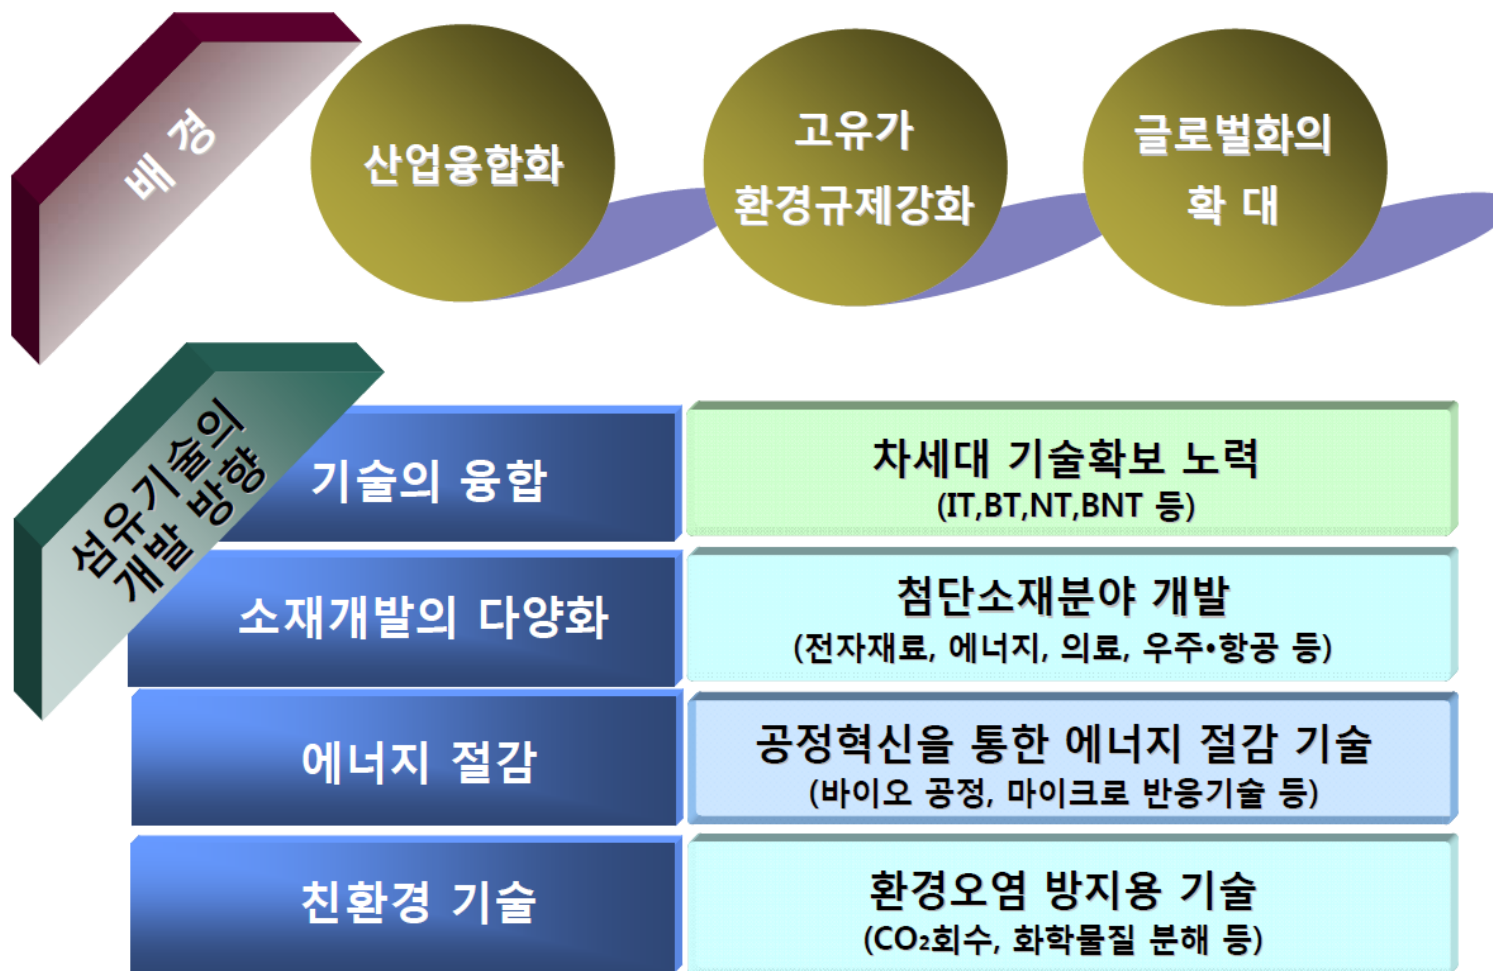 배 경
산업융합화
고유가
환경규제강화
글로벌화의
확 대
섬유기술의
개발 방향
기술의 융합
차세대 기술확보 노력
(IT,BT,NT,BNT 등)
소재개발의 다양화
첨단소재분야 개발
(전자재료, 에너지, 의료, 우주•항공 등)
에너지 절감
공정혁신을 통한 에너지 절감 기술
(바이오 공정, 마이크로 반응기술 등)
친환경 기술
환경오염 방지용 기술
(CO₂회수, 화학물질 분해 등)